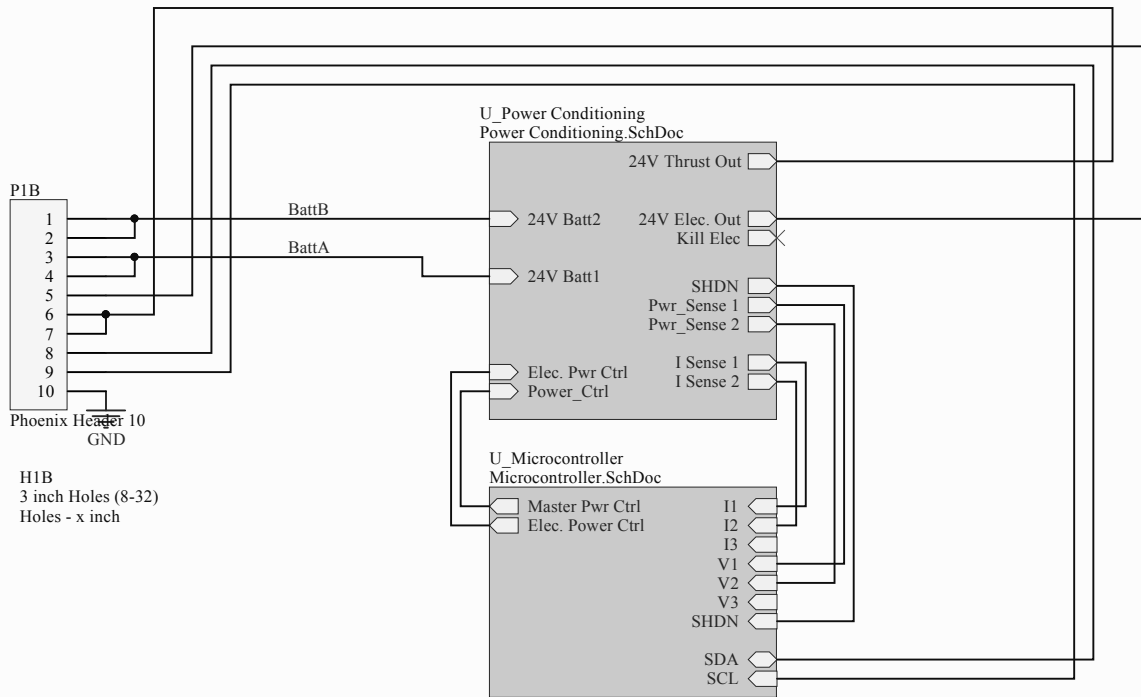 U_Power Conditioning
Power Conditioning.SchDoc
24V Thrust Out
P1B
1
BattB
24V Batt2
24V Elec. Out
2
Kill Elec
3
BattA
4
24V Batt1
5
SHDN
6
Pwr_Sense 1
7
Pwr_Sense 2
8
I Sense 1
9
Elec. Pwr Ctrl
I Sense 2
10
Power_Ctrl
Phoenix Header 10
GND
U_Microcontroller
Microcontroller.SchDoc
H1B
3 inch Holes (8-32)
Holes - x inch
Master Pwr Ctrl
I1
Elec. Power Ctrl
I2
I3
V1
V2
V3
SHDN
SDA
SCL